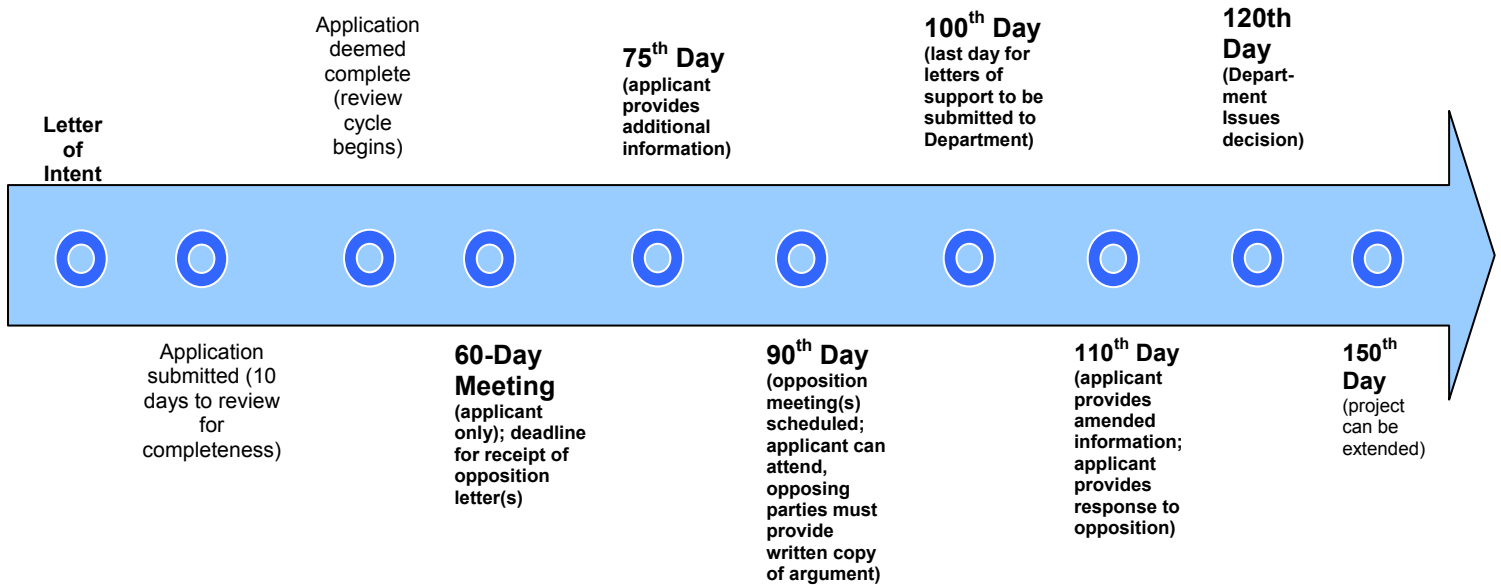 Letter
of
Intent
Application
submitted (10
days to review
for
completeness)
Application
deemed
complete
(review
cycle
begins)
60-Day
Meeting
(applicant
only); deadline
for receipt of
opposition
letter(s)
75th Day
(applicant
provides
additional
information)
90th Day
(opposition
meeting(s)
scheduled;
applicant can
attend,
opposing
parties must
provide
written copy
of argument)
100th Day
(last day for
letters of
support to be
submitted to
Department)
110th Day
(applicant
provides
amended
information;
applicant
provides
response to
opposition)
120th
Day
(Depart-
ment
Issues
decision)
150th
Day
(project
can be
extended)